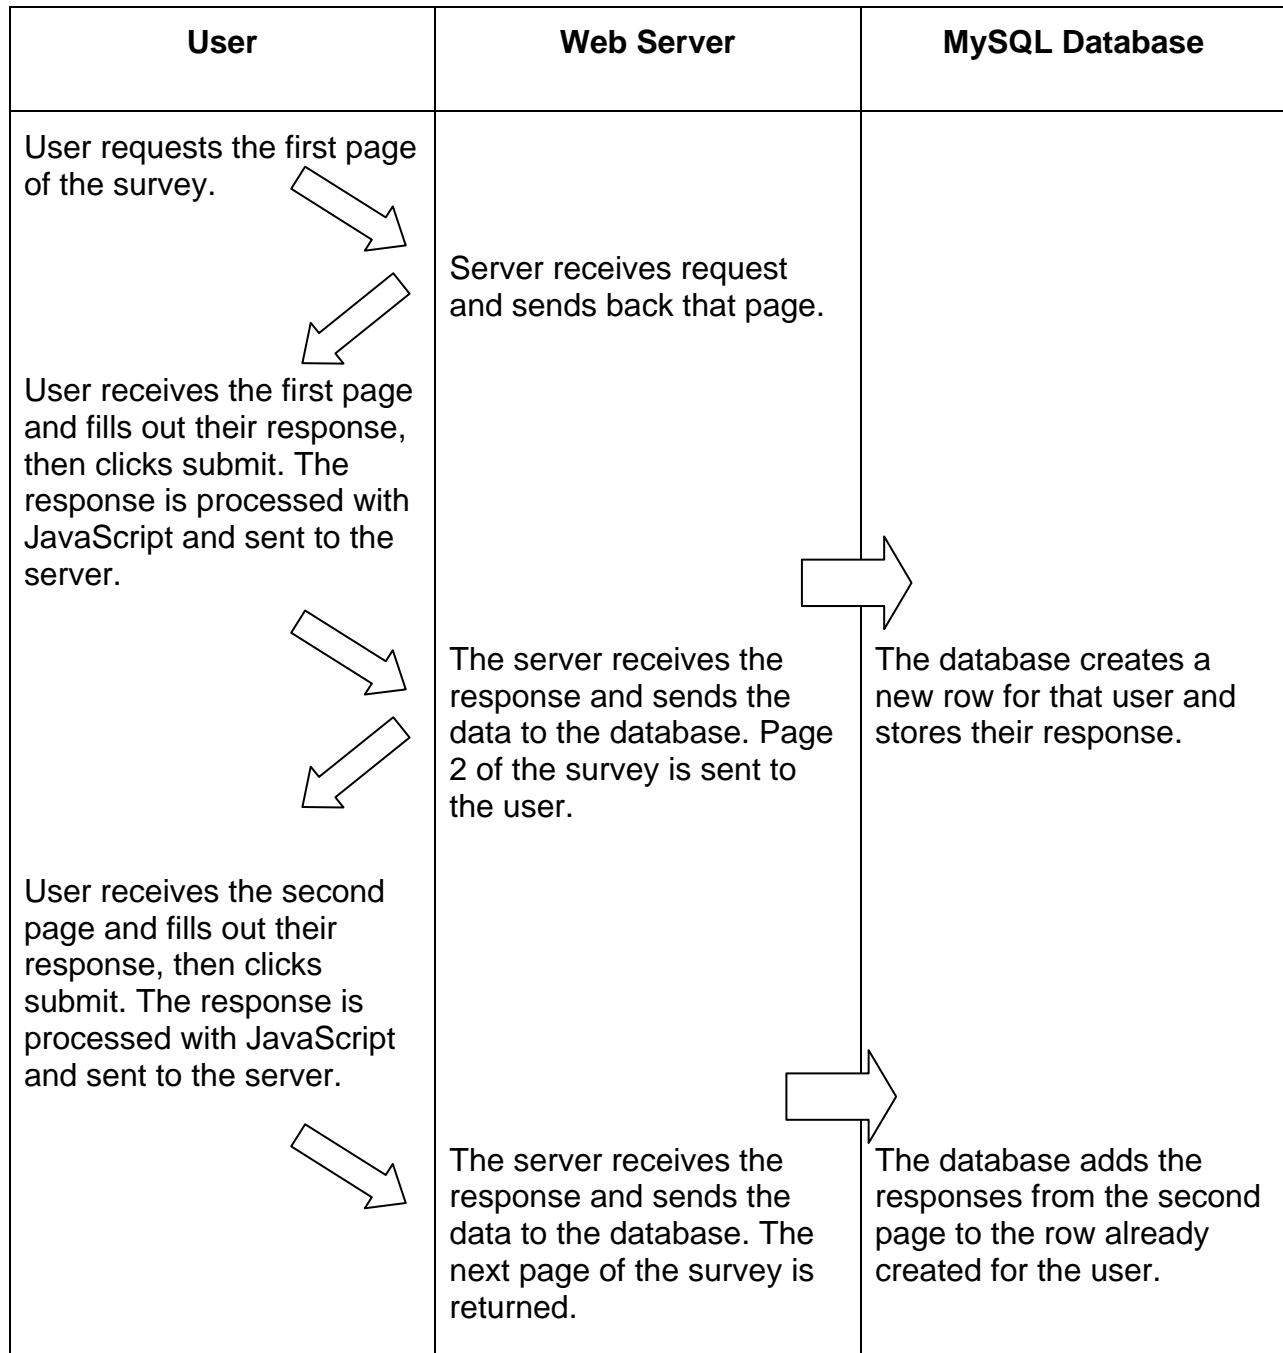 User
Web Server
MySQL Database
User requests the first page
of the survey.
Server receives request
and sends back that page.
User receives the first page
and fills out their response,
then clicks submit. The
response is processed with
JavaScript and sent to the
server.
The server receives the
response and sends the
data to the database. Page
2 of the survey is sent to
the user.
The database creates a
new row for that user and
stores their response.
User receives the second
page and fills out their
response, then clicks
submit. The response is
processed with JavaScript
and sent to the server.
The server receives the
response and sends the
data to the database. The
next page of the survey is
returned.
The database adds the
responses from the second
page to the row already
created for the user.